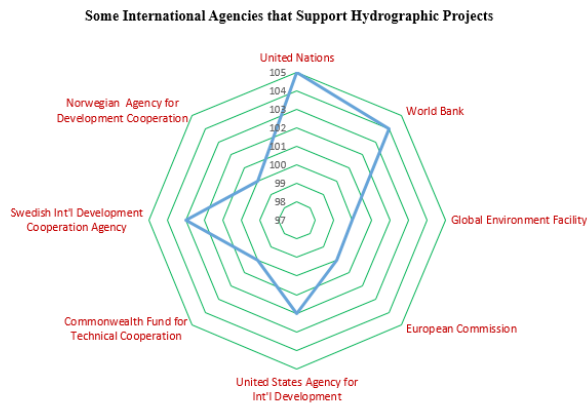 Some International Agencies that Support Hydrographic Projects
United Nations
105
104
103
102
101
100
99
98
97
Norwegian  Agency for
Development Cooperation
World Bank
Swedish Int'l Development
Cooperation Agency
Global Environment Facility
Commonwealth Fund for
Technical Cooperation
European Commission
United States Agency for
Int'l Development